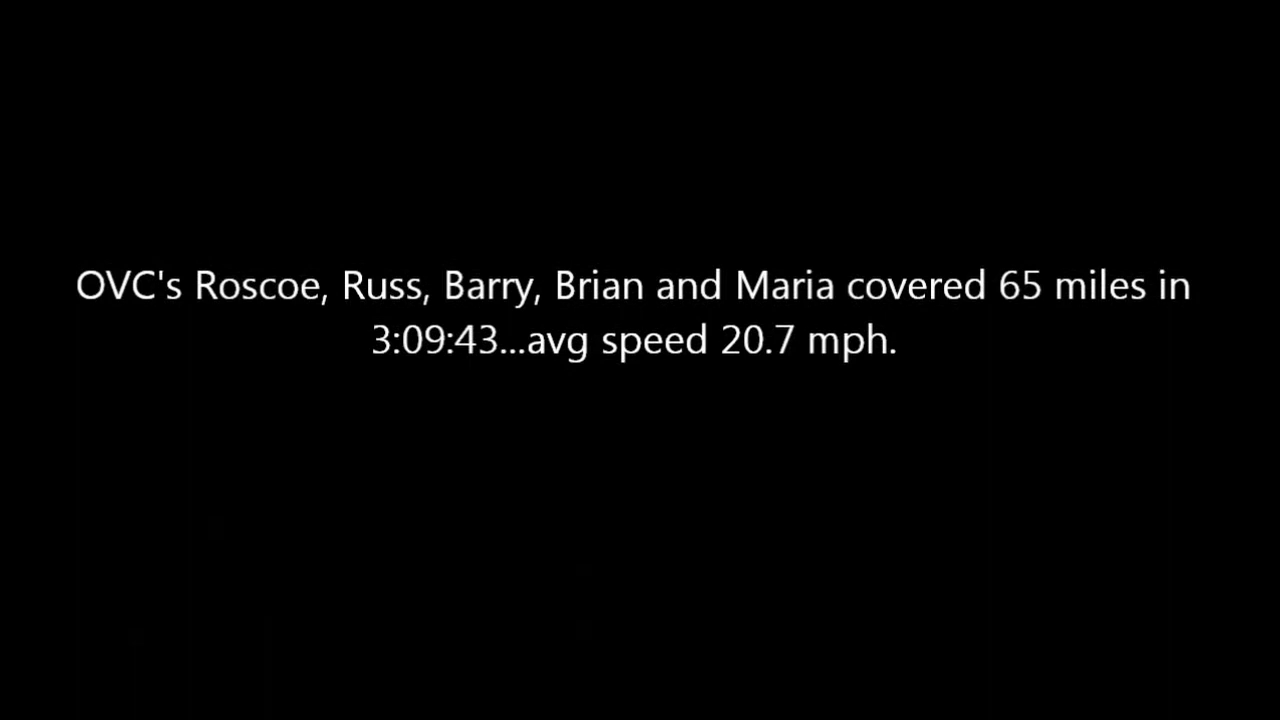 OVC's Roscoe, Russ, Barry, Brian and Maria covered 65 miles in
3:09:43...avg speed 20.7 mph.